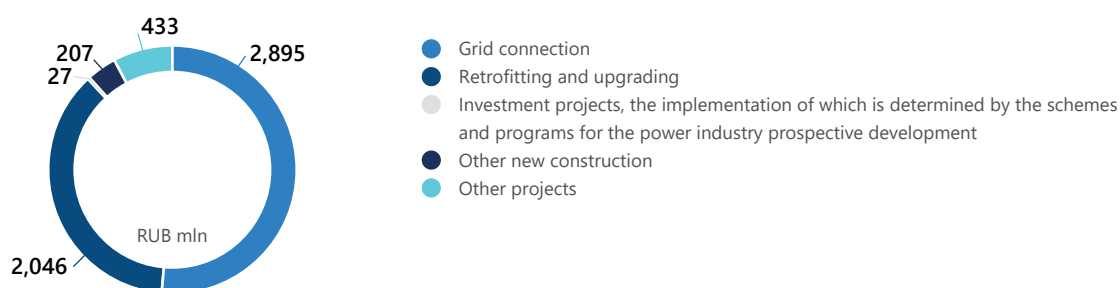 433
207
2,895
27
RUB mln
2,046
Grid connection
Retrofitting and upgrading
Investment projects, the implementation of which is determined by the schemes
and programs for the power industry prospective development
Other new construction
Other projects